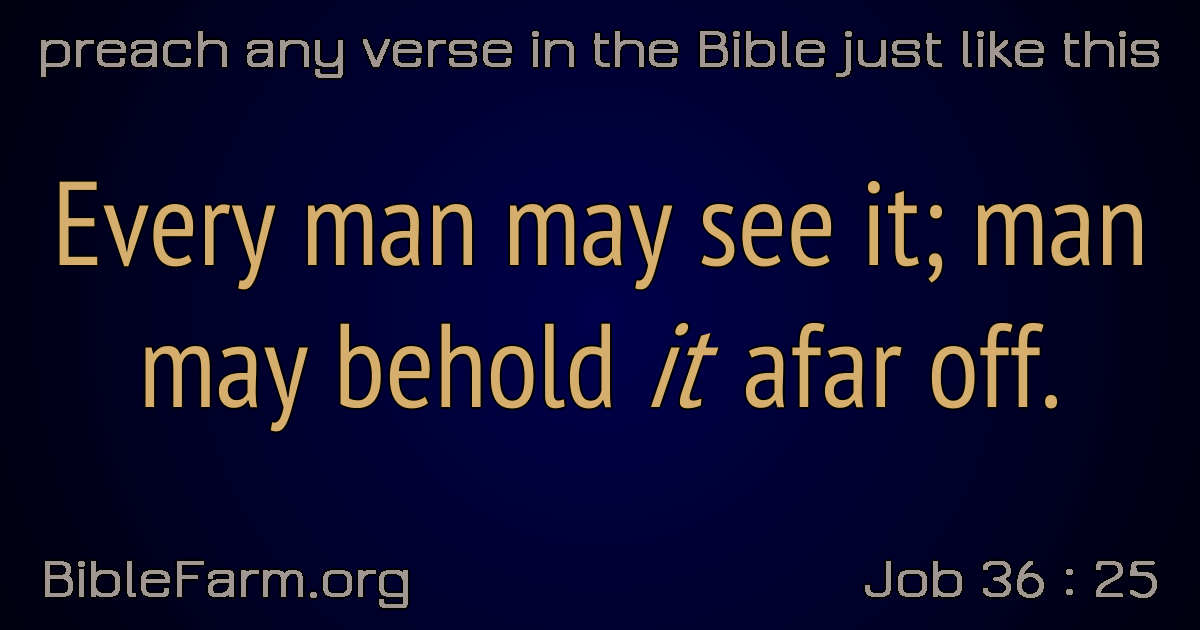 preach any verse in the Bible just like this
Every man may see it; man
may behold it afar off.
BibleFarm.org
Job 36 : 25